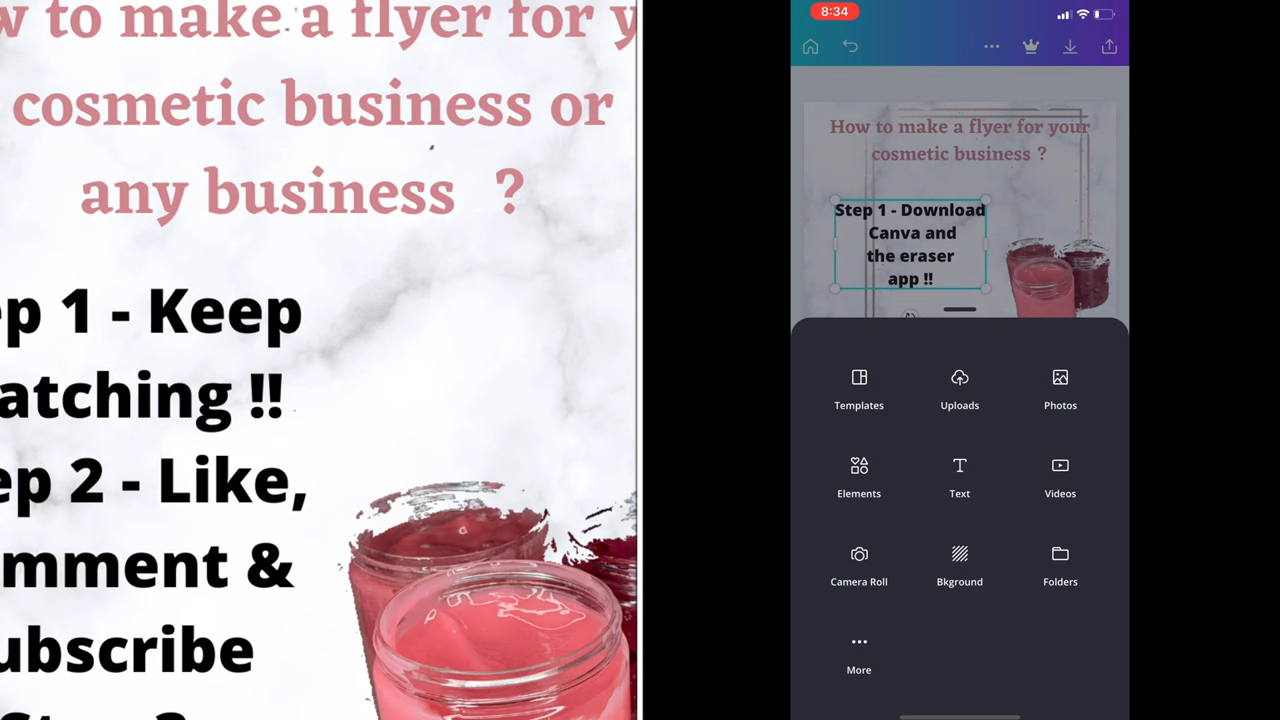 w to make a flyer for y
cosmetic business or
any business ?
ep 1 - Keep
atching !!
ep 2 - Like,
mment &
ubscribe
8:34
How to make a flyer for your
cosmetic business ?
Step 1 - Download
Canva and
the eraser
app !!
Templates
Uploads
Photos
Elements
Text
Videos
Camera Roll
Bkground
Folders
More